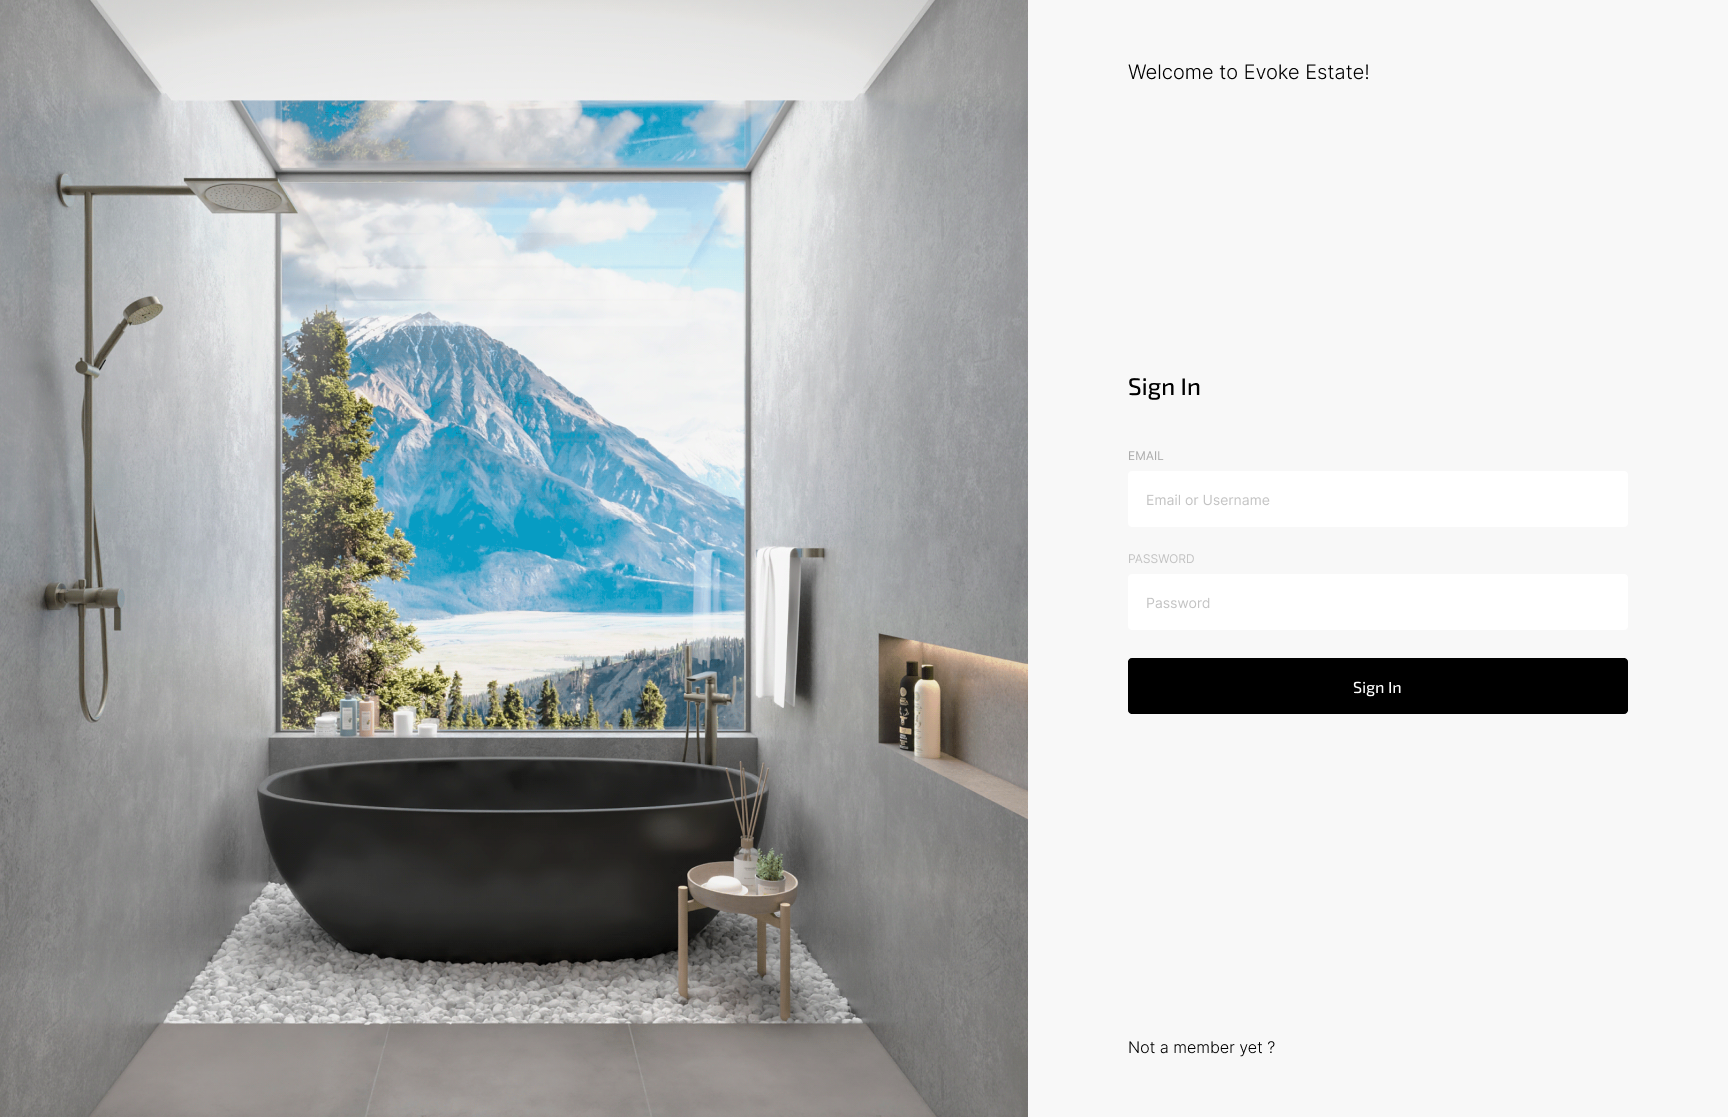 Welcome to Evoke Estate!
Sign In
EMAIL
Email or Username
PASSWORD
Password
Sign In
Not a member yet ?